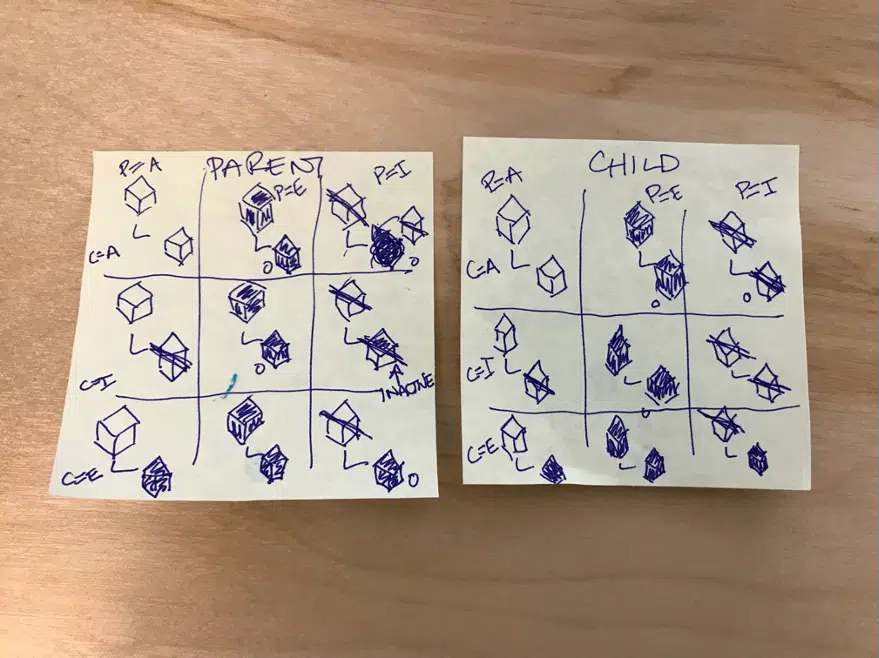 PARENT
P=A
P=E
P=I
C=A
O
O
C=I
O
INACTIVE
C=E
O
CHILD
P=A
P=E
P=I
C=A
O
O
C=I
O
C=E